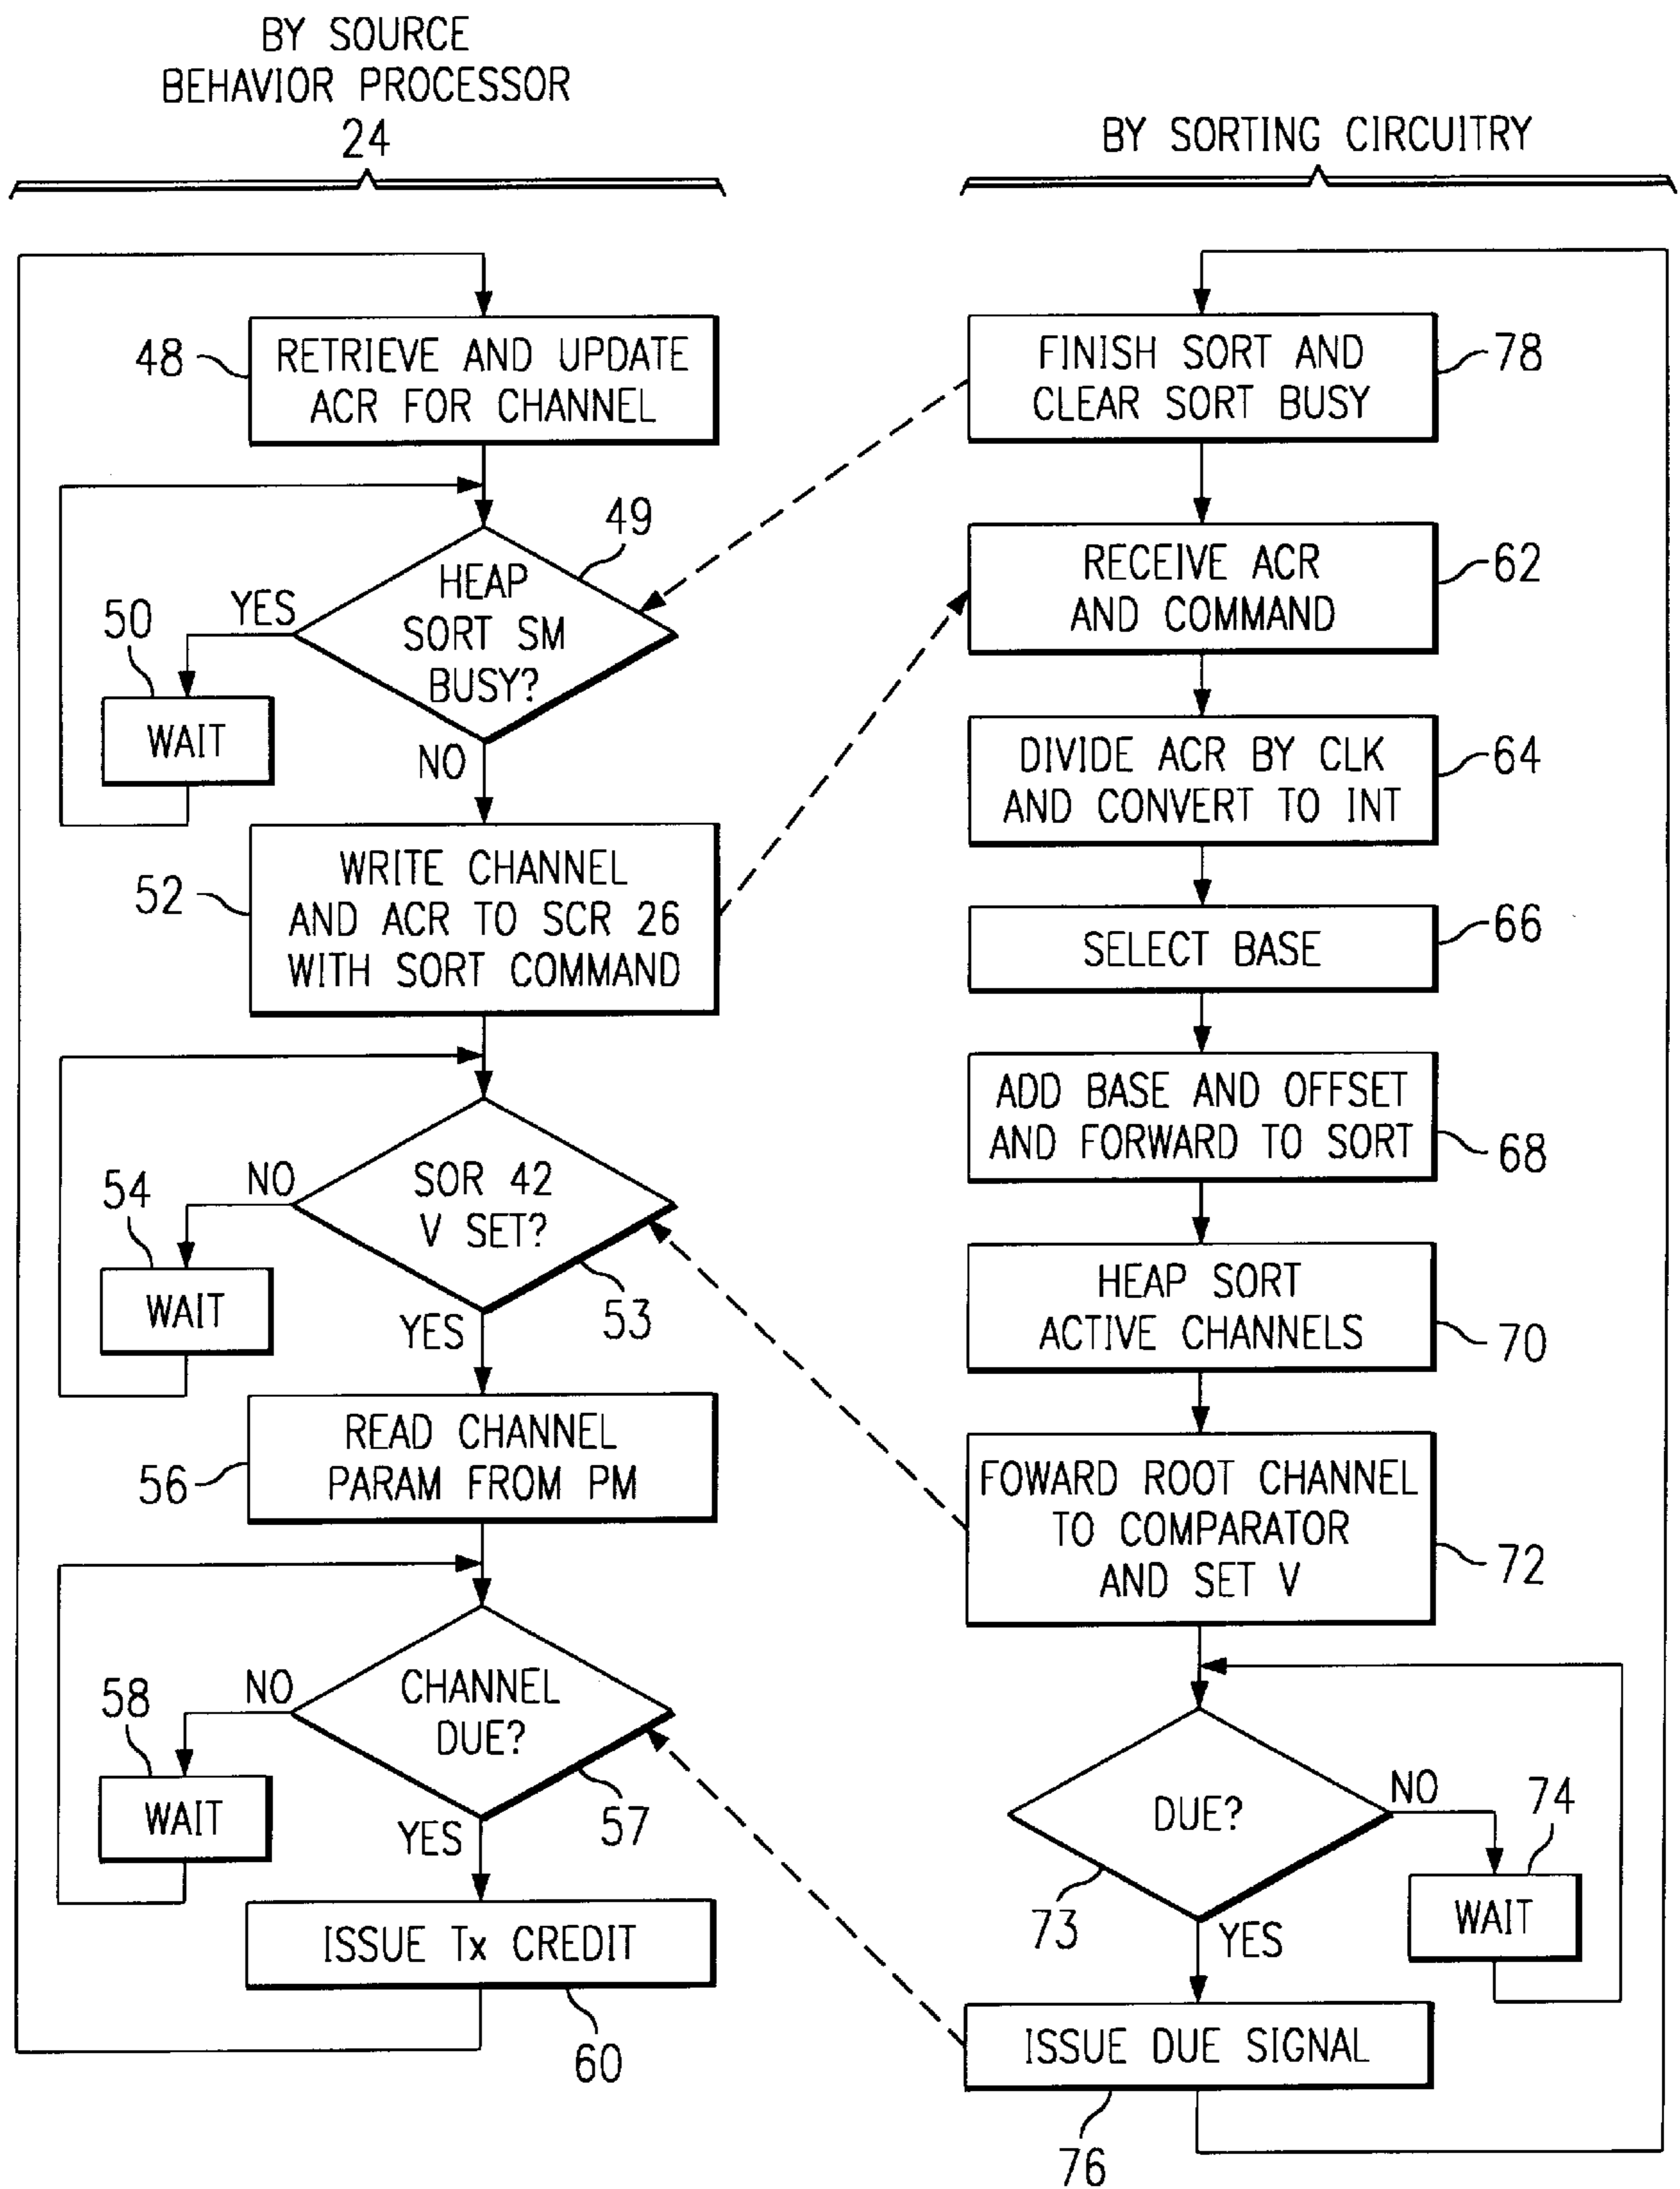 BY SOURCE
BEHAVIOR PROCESSOR
24
48
RETRIEVE AND UPDATE
ACR FOR CHANNEL
49
HEAP
SORT SM
BUSY?
YES
50
WAIT
NO
52
WRITE CHANNEL
AND ACR TO SCR 26
WITH SORT COMMAND
SOR 42
V SET?
53
NO
54
WAIT
YES
56
READ CHANNEL
PARAM FROM PM
CHANNEL
DUE?
57
NO
58
WAIT
YES
ISSUE Tx CREDIT
60
BY SORTING CIRCUITRY
FINISH SORT AND
CLEAR SORT BUSY
78
RECEIVE ACR
AND COMMAND
62
DIVIDE ACR BY CLK
AND CONVERT TO INT
64
SELECT BASE
66
ADD BASE AND OFFSET
AND FORWARD TO SORT
68
HEAP SORT
ACTIVE CHANNELS
70
FOWARD ROOT CHANNEL
TO COMPARATOR
AND SET V
72
DUE?
73
NO
74
WAIT
YES
ISSUE DUE SIGNAL
76